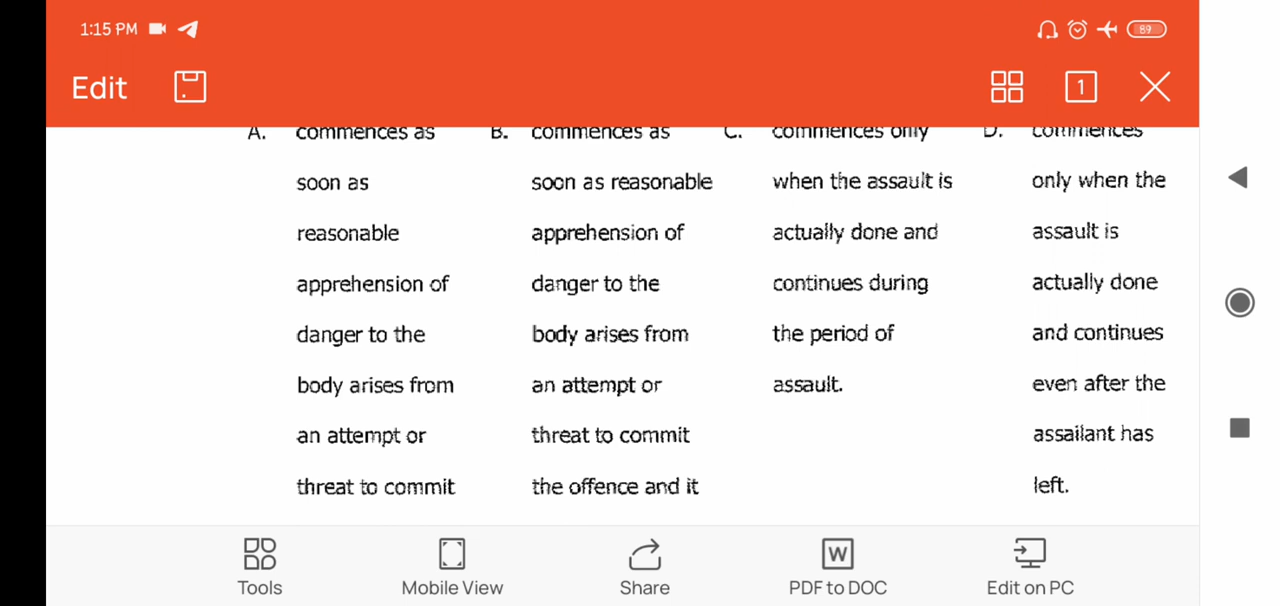 1:15 PM
89
Edit
1
A. commences as
soon as
reasonable
apprehension of
danger to the
body arises from
an attempt or
threat to commit
B. commences as
soon as reasonable
apprehension of
danger to the
body arises from
an attempt or
threat to commit
the offence and it
C. commences only
when the assault is
actually done and
continues during
the period of
assault.
D. commences
only when the
assault is
actually done
and continues
even after the
assailant has
left.
Tools
Mobile View
Share
W
PDF to DOC
Edit on PC